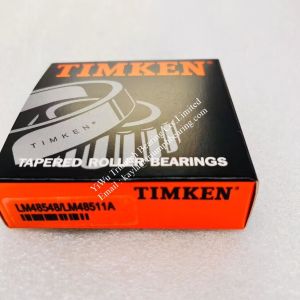 TIMKEN
TIMKEN®
TAPERED ROLLER BEARINGS
TIMKEN®
LM48548/LM48511A